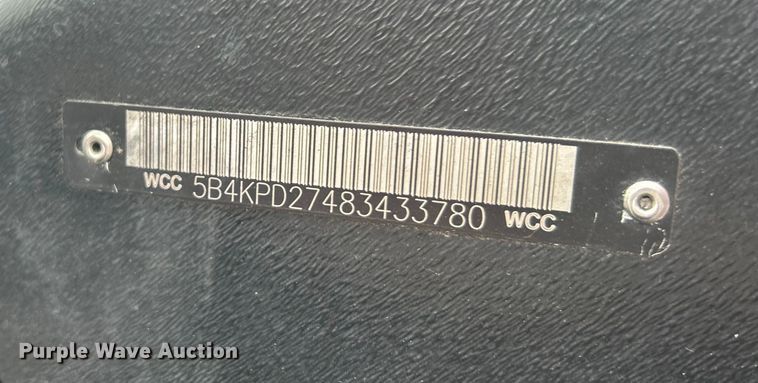 WCC 5B4KPD27483433780 WCC
Purple Wave Auction